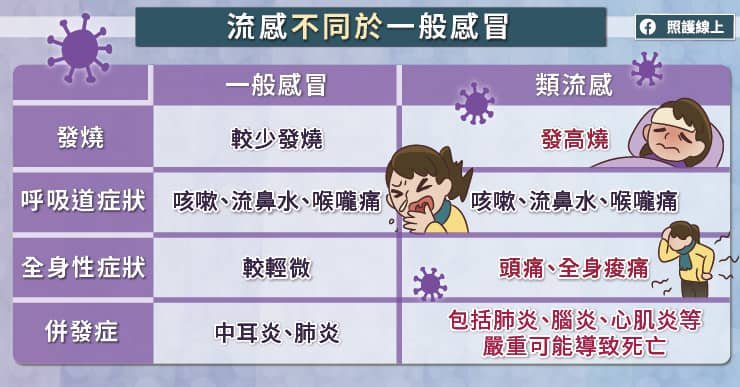 流感不同於一般感冒
照護線上
一般感冒
類流感
發燒
較少發燒
發高燒
呼吸道症狀
咳嗽、流鼻水、喉嚨痛
咳嗽、流鼻水、喉嚨痛
全身性症狀
較輕微
頭痛、全身痠痛
併發症
中耳炎、肺炎
包括肺炎、腦炎、心肌炎等
嚴重可能導致死亡